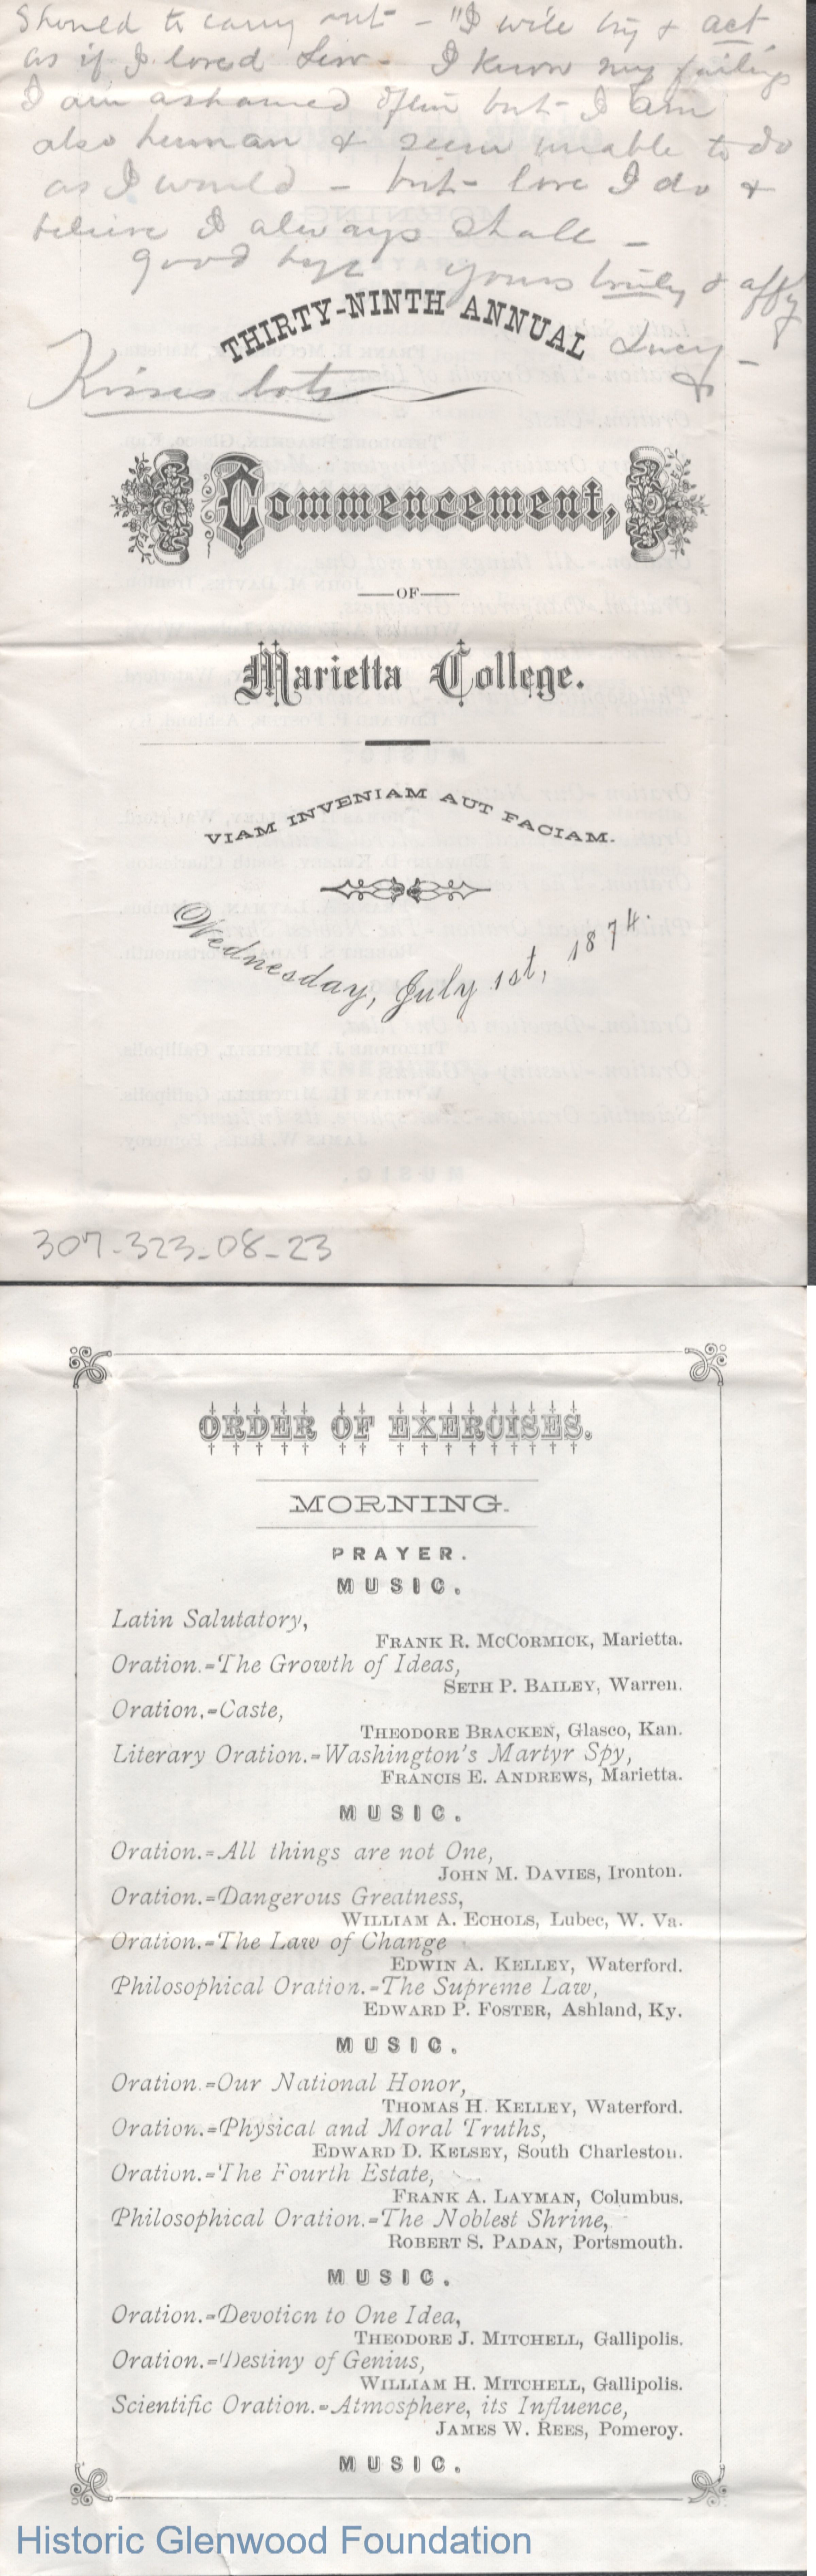 should to carry out - "I will try & act
as if I loved him - I know my failings
I am ashamed often but - I am
also human & seem unable to do
as I would - but - love I do &
believe I always shall -
good bye yours truly & affy
THIRTY-NINTH ANNUAL
Lucy -
Kisses lots
Commencement,
OF
Marietta College.
VIAM INVENIAM AUT FACIAM.
Wednesday, July 1st, 1874.
307-323-08-23
ORDER OF EXERCISES.
MORNING.
PRAYER.
MUSIC.
Latin Salutatory,
FRANK R. MCCORMICK, Marietta.
Oration.-The Growth of Ideas,
SETH P. BAILEY, Warren.
Oration.-Caste,
THEODORE BRACKEN, Glasco, Kan.
Literary Oration.-Washington's Martyr Spy,
FRANCIS E. ANDREWS, Marietta.
MUSIC.
Oration.-All things are not One,
JOHN M. DAVIES, Ironton.
Oration.-Dangerous Greatness,
WILLIAM A. ECHOLS, Lubec, W. Va.
Oration.-The Law of Change
EDWIN A. KELLEY, Waterford.
Philosophical Oration.-The Supreme Law,
EDWARD P. FOSTER, Ashland, Ky.
MUSIC.
Oration.-Our National Honor,
THOMAS H. KELLEY, Waterford.
Oration.-Physical and Moral Truths,
EDWARD D. KELSEY, South Charleston.
Oration.-The Fourth Estate,
FRANK A. LAYMAN, Columbus.
Philosophical Oration.-The Noblest Shrine,
ROBERT S. PADAN, Portsmouth.
MUSIC.
Oration.-Devotion to One Idea,
THEODORE J. MITCHELL, Gallipolis.
Oration.-Destiny of Genius,
WILLIAM H. MITCHELL, Gallipolis.
Scientific Oration.-Atmosphere, its Influence,
JAMES W. REES, Pomeroy.
MUSIC.
Historic Glenwood Foundation